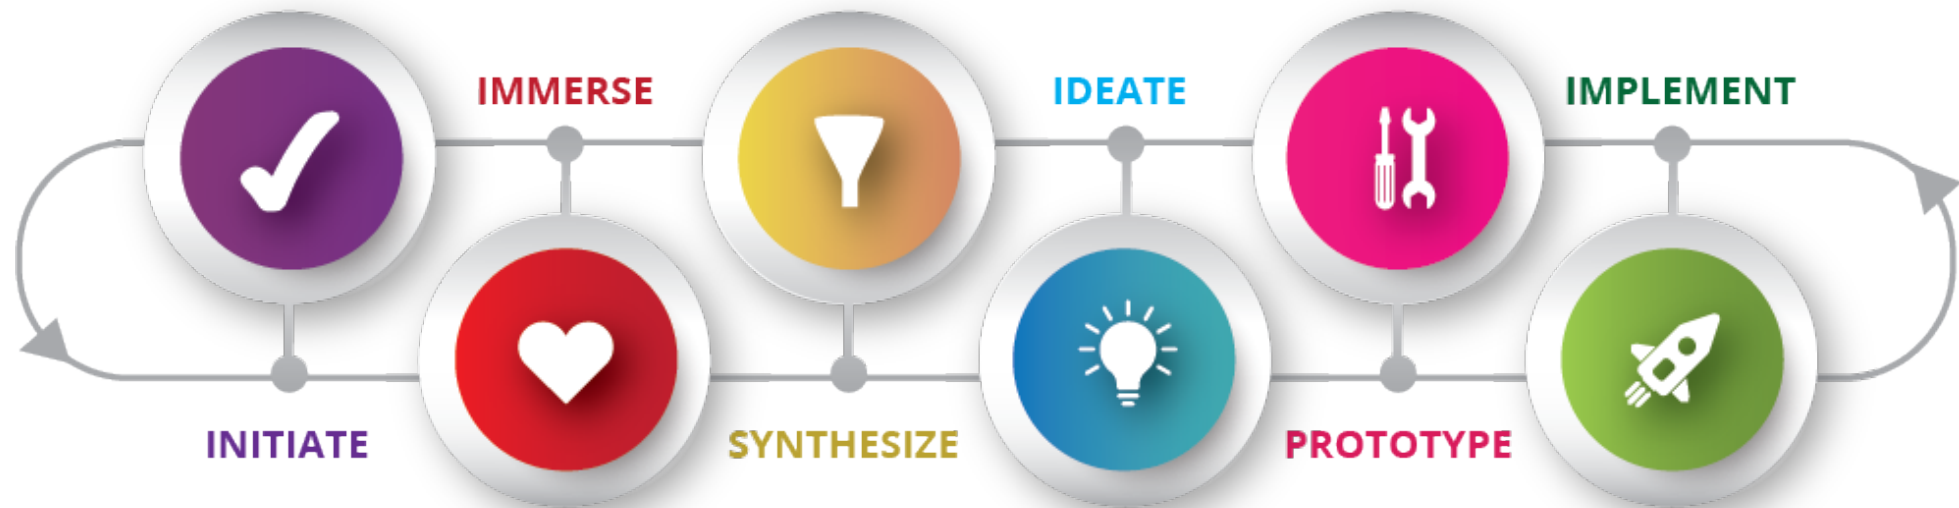 IMMERSE
IDEATE
IMPLEMENT
INITIATE
SYNTHESIZE
PROTOTYPE